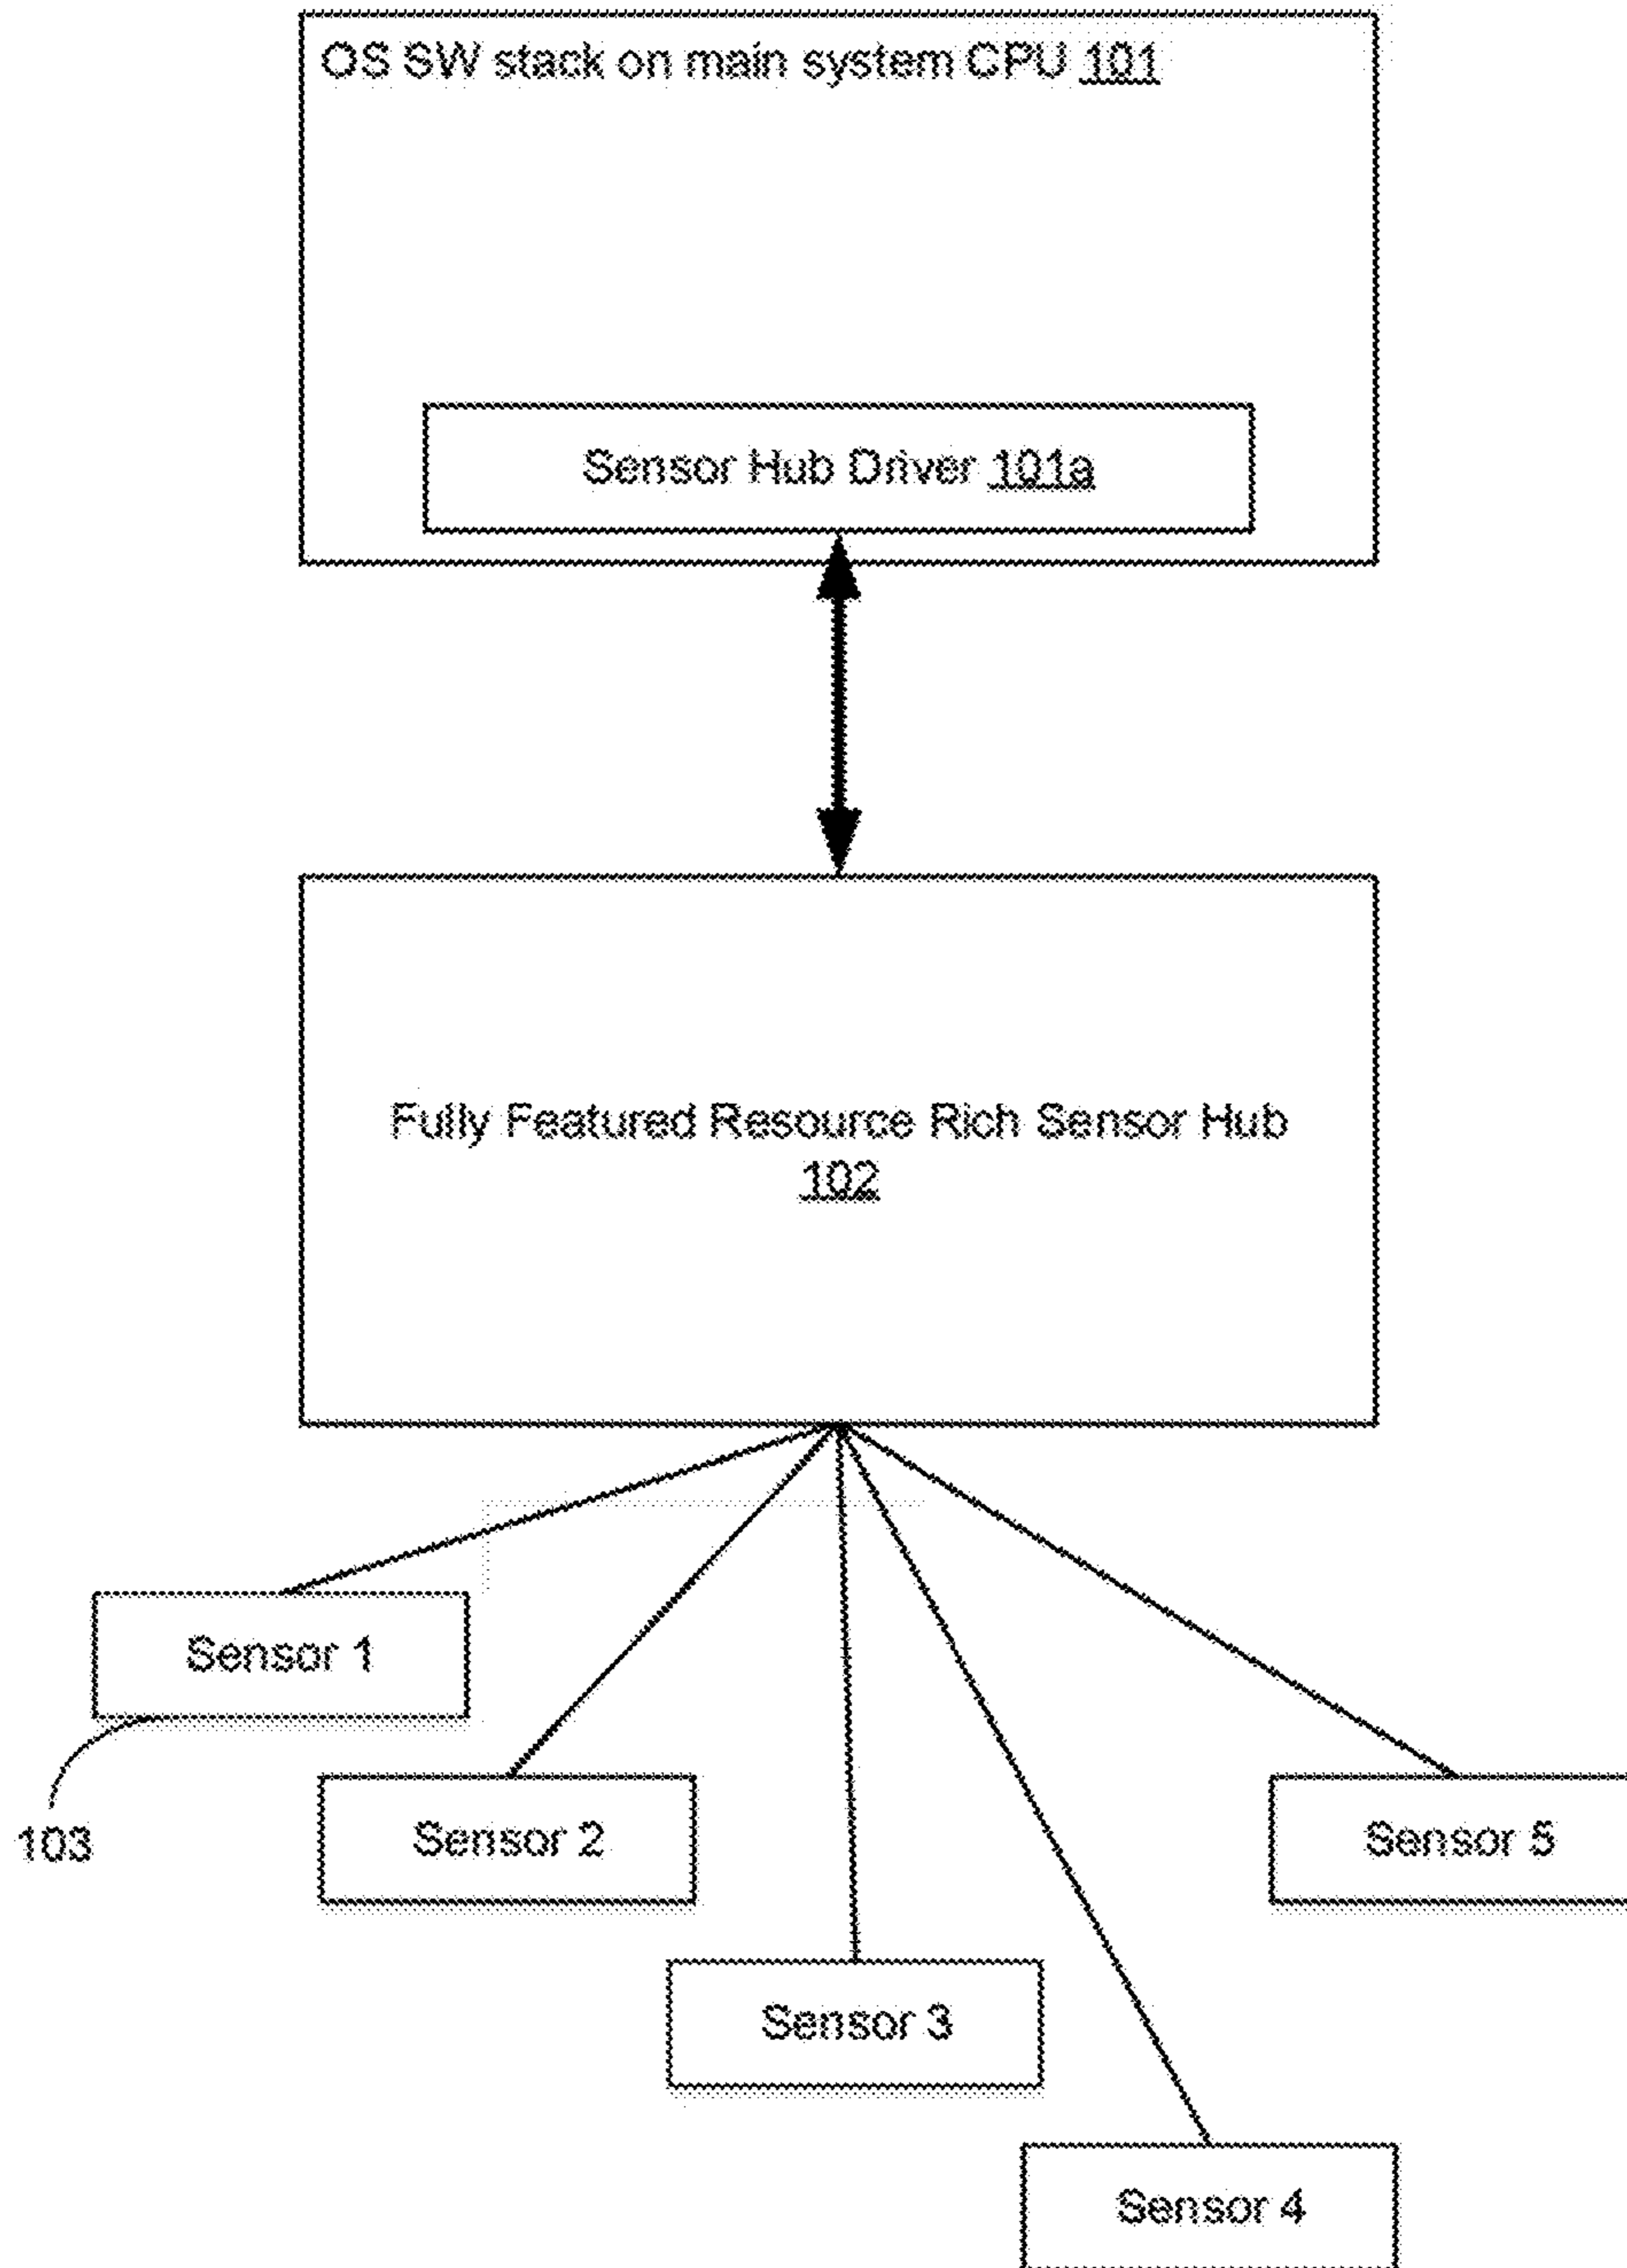 OS SW stack on main system CPU 101
Sensor Hub Driver 101a
Fully Featured Resource Rich Sensor Hub
102
Sensor 1
103
Sensor 2
Sensor 5
Sensor 3
Sensor 4